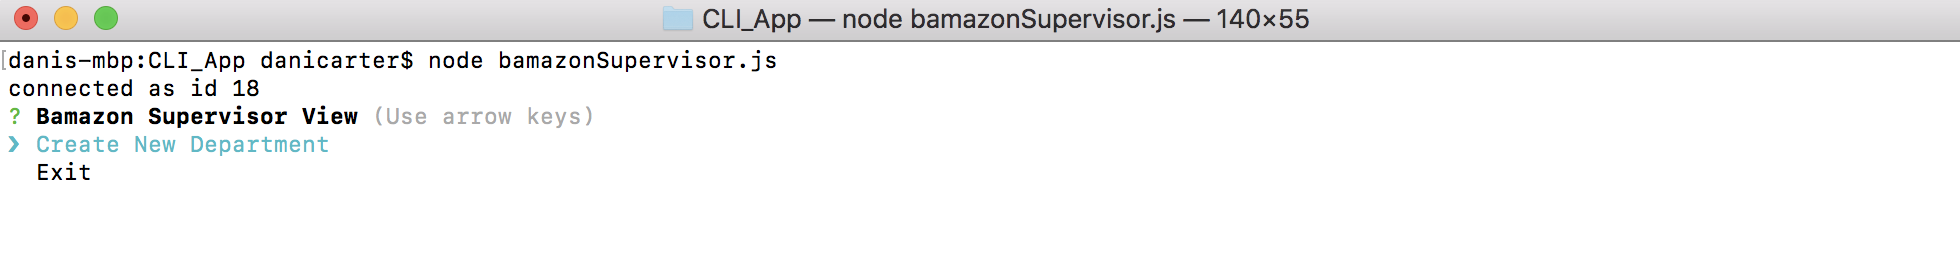 CLI_App — node bamazonSupervisor.js — 140×55
[danis-mbp:CLI_App danicarter$ node bamazonSupervisor.js
connected as id 18
? Bamazon Supervisor View (Use arrow keys)
❯ Create New Department
Exit